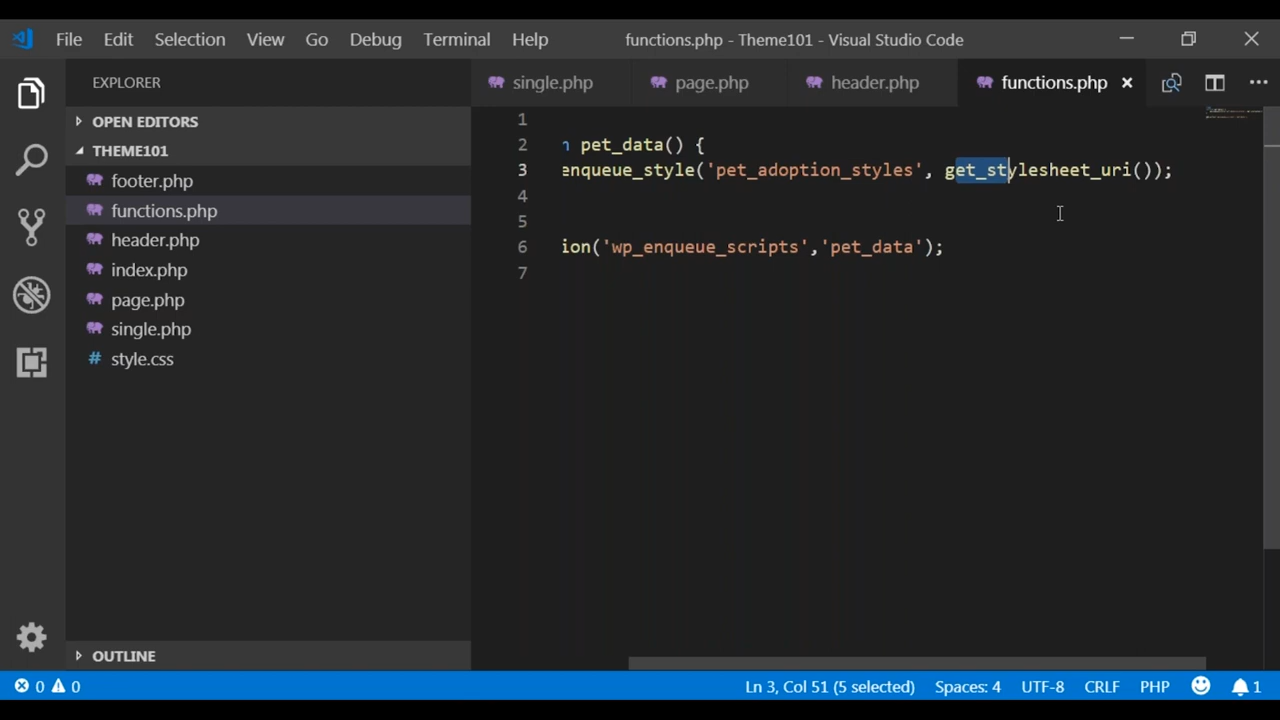 File Edit Selection View Go Debug Terminal Help functions.php - Theme101 - Visual Studio Code
EXPLORER
single.php page.php header.php functions.php
OPEN EDITORS
THEME101
footer.php
functions.php
header.php
index.php
page.php
single.php
style.css
OUTLINE
1
2 n pet_data() {
3 enqueue_style('pet_adoption_styles', get_stylesheet_uri());
4
5
6 ion('wp_enqueue_scripts','pet_data');
7
0 0 Ln 3, Col 51 (5 selected) Spaces: 4 UTF-8 CRLF PHP 1